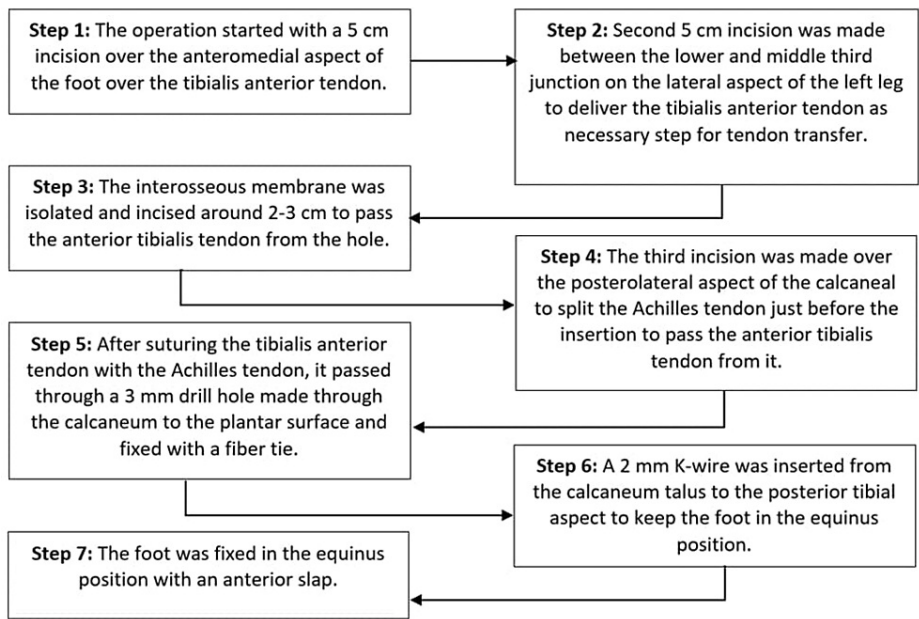 Step 1: The operation started with a 5 cm
incision over the anteromedial aspect of
the foot over the tibialis anterior tendon.
Step 2: Second 5 cm incision was made
between the lower and middle third
junction on the lateral aspect of the left leg
to deliver the tibialis anterior tendon as
necessary step for tendon transfer.
Step 3: The interosseous membrane was
isolated and incised around 2-3 cm to pass
the anterior tibialis tendon from the hole.
Step 4: The third incision was made over
the posterolateral aspect of the calcaneal
to split the Achilles tendon just before the
insertion to pass the anterior tibialis
tendon from it.
Step 5: After suturing the tibialis anterior
tendon with the Achilles tendon, it passed
through a 3 mm drill hole made through
the calcaneum to the plantar surface and
fixed with a fiber tie.
Step 6: A 2 mm K-wire was inserted from
the calcaneum talus to the posterior tibial
aspect to keep the foot in the equinus
position.
Step 7: The foot was fixed in the equinus
position with an anterior slap.